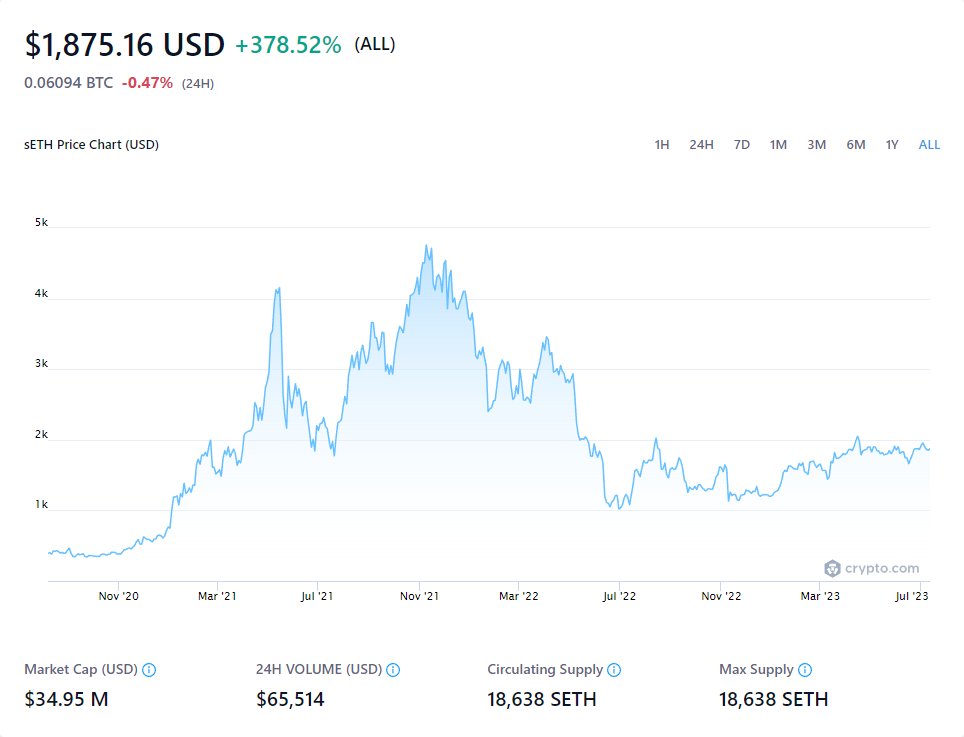 $1,875.16 USD +378.52% (ALL)
0.06094 BTC -0.47% (24H)
sETH Price Chart (USD) 1H 24H 7D 1M 3M 6M 1Y ALL
5k
4k
3k
2k
1k
crypto.com
Nov '20 Mar '21 Jul '21 Nov '21 Mar '22 Jul '22 Nov '22 Mar '23 Jul '23
Market Cap (USD) 24H VOLUME (USD) Circulating Supply Max Supply
$34.95 M $65,514 18,638 SETH 18,638 SETH